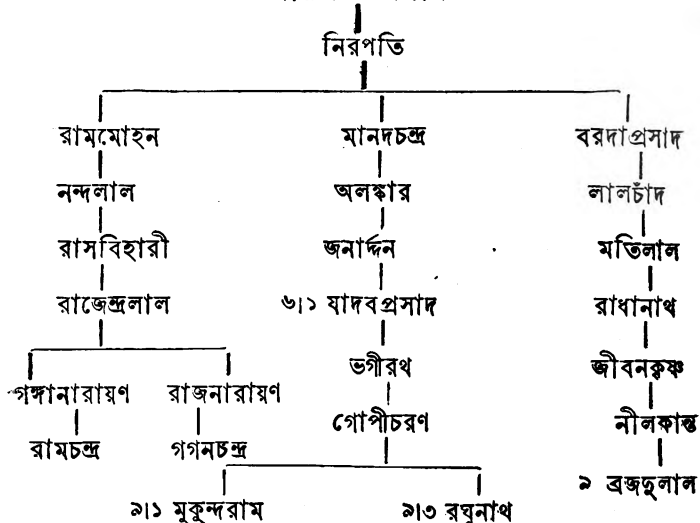 নিরপতি
রামমোহন মানদচন্দ্র বরদাপ্রসাদ
নন্দলাল অলঙ্কার লালচাঁদ
রাসবিহারী জনার্দ্দন মতিলাল
রাজেন্দ্রলাল ৬।১ যাদবপ্রসাদ রাধানাথ
গঙ্গানারায়ণ রাজনারায়ণ ভগীরথ জীবনকৃষ্ণ
রামচন্দ্র গগনচন্দ্র গোপীচরণ নীলকান্ত
৯।১ মুকুন্দরাম ৯।৩ রঘুনাথ ৯ ব্রজদুলাল